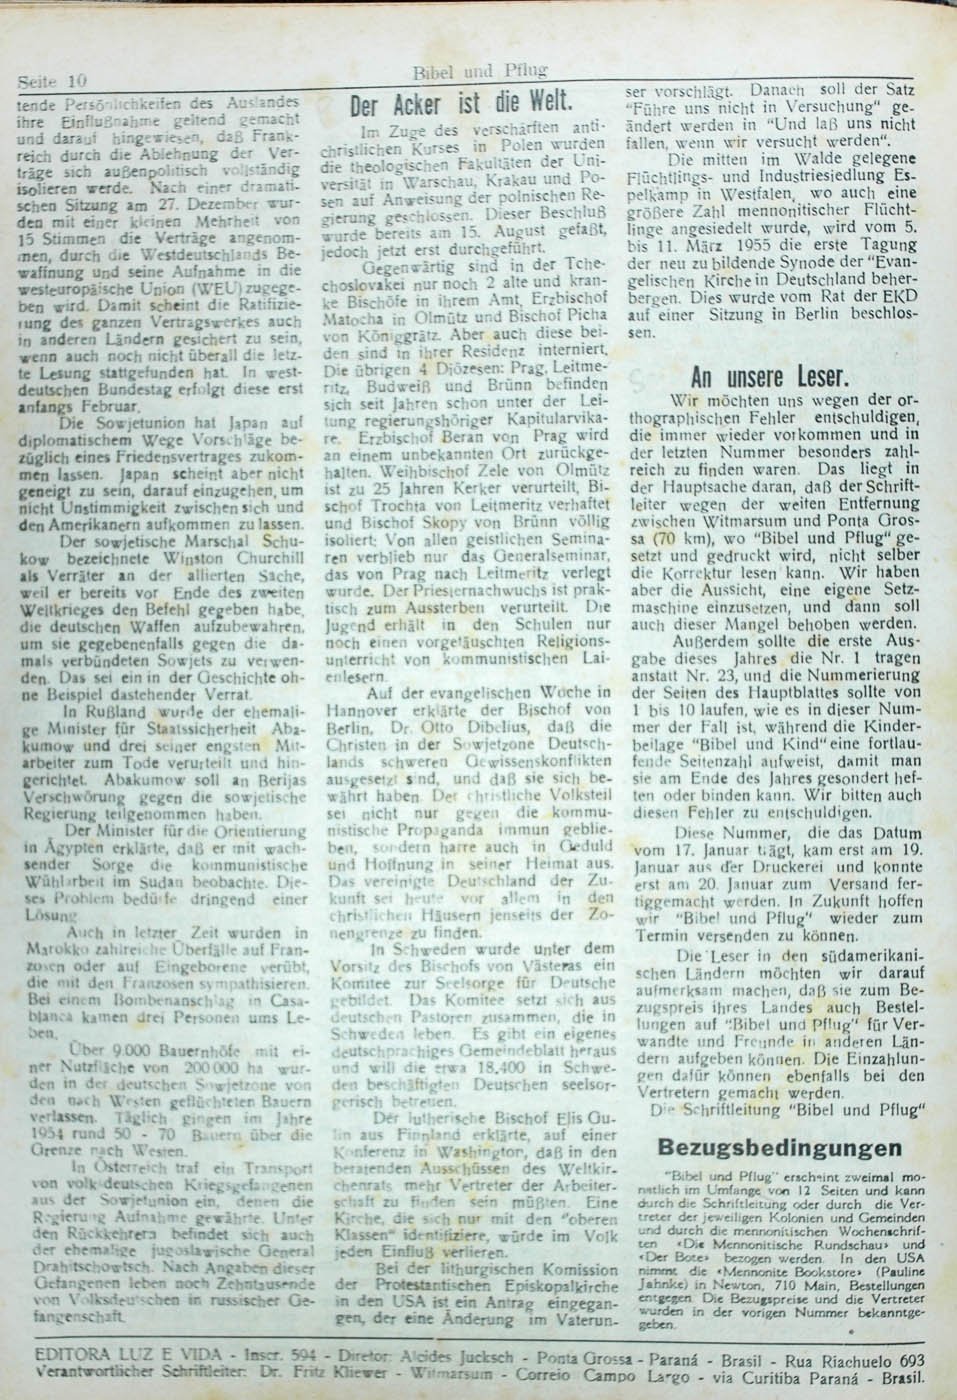 Seite 10
Bibel und Pflug
tende Persönlichkeiten des Auslandes
ihre Einflußnahme geltend gemacht
und darauf hingewiesen, daß Frank-
reich durch die Ablehnung der Ver-
träge sich außenpolitisch vollständig
isolieren werde. Nach einer dramati-
schen Sitzung am 27. Dezember wur-
den mit einer kleinen Mehrheit von
15 Stimmen die Verträge angenom-
men, durch die Westdeutschlands Be-
waffnung und seine Aufnahme in die
westeuropäische Union (WEU) zugege-
ben wird. Damit scheint die Ratifizie-
rung des ganzen Vertragswerkes auch
in anderen Ländern gesichert zu sein,
wenn auch noch nicht überall die letz-
te Lesung stattgefunden hat. In west-
deutschen Bundestag erfolgt diese erst
anfangs Februar.
Die Sowjetunion hat Japan auf
diplomatischem Wege Vorschläge be-
züglich eines Friedensvertrages zukom-
men lassen. Japan scheint aber nicht
geneigt zu sein, darauf einzugehen, um
nicht Unstimmigkeit zwischen sich und
den Amerikanern aufkommen zu lassen.
Der sowjetische Marschal Schu-
kow bezeichnete Winston Churchill
als Verräter an der allierten Sache,
weil er bereits vor Ende des zweiten
Weltkrieges den Befehl gegeben habe,
die deutschen Waffen aufzubewahren,
um sie gegebenenfalls gegen die da-
mals verbündeten Sowjets zu verwen-
den. Das sei ein in der Geschichte oh-
ne Beispiel dastehender Verrat.
In Rußland wurde der ehemali-
ge Minister für Staatssicherheit Aba-
kumow und drei seiner engsten Mit-
arbeiter zum Tode verurteilt und hin-
gerichtet. Abakumow soll an Berijas
Verschwörung gegen die sowjetische
Regierung teilgenommen haben.
Der Minister für die Orientierung
in Ägypten erklärte, daß er mit wach-
sender Sorge die kommunistische
Wühlarbeit im Sudan beobachte. Die-
ses Problem bedürfe dringend einer
Lösung
Auch in letzter Zeit wurden in
Marokko zahlreiche Überfälle auf Fran-
zosen oder auf Eingeborene verübt,
die mit den Franzosen sympathisieren.
Bei einem Bombenanschlag in Casa-
blanca kamen drei Personen ums Le-
ben.
Über 9.000 Bauernhöfe mit ei-
ner Nutzfläche von 200 000 ha wur-
den in der deutschen Sowjetzone von
den nach Westen geflüchteten Bauern
verlassen. Täglich gingen im Jahre
1954 rund 50 - 70 Bauern über die
Grenze nach Westen.
In Österreich traf ein Transport
von volksdeutschen Kriegsgefangenen
aus der Sowjetunion ein, denen die
Regierung Aufnahme gewährte. Unter
den Rückkehrern befindet sich auch
der ehemalige jugoslawische General
Drahtschowtsch. Nach Angaben dieser
Gefangenen leben noch Zehntausende
von Volksdeutschen in russischer Ge-
fangenschaft.
Der Acker ist die Welt.
Im Zuge des verschärften anti-
christlichen Kurses in Polen wurden
die theologischen Fakultäten der Uni-
versität in Warschau, Krakau und Po-
sen auf Anweisung der polnischen Re-
gierung geschlossen. Dieser Beschluß
wurde bereits am 15. August gefaßt,
jedoch jetzt erst durchgeführt.
Gegenwärtig sind in der Tche-
choslovakei nur noch 2 alte und kran-
ke Bischöfe in ihrem Amt, Erzbischof
Matocha in Olmütz und Bischof Picha
von Königgrätz. Aber auch diese bei-
den sind in ihrer Residenz interniert.
Die übrigen 4 Diözesen: Prag, Leitme-
ritz, Budweiß und Brünn befinden
sich seit Jahren schon unter der Lei-
tung regierungshöriger Kapitularvika-
re. Erzbischof Beran von Prag wird
an einem unbekannten Ort zurückge-
halten. Weihbischof Zele von Olmütz
ist zu 25 Jahren Kerker verurteilt, Bi-
schof Trochta von Leitmeritz verhaftet
und Bischof Skopy von Brünn völlig
isoliert. Von allen geistlichen Semina-
ren verblieb nur das Generalseminar,
das von Prag nach Leitmeritz verlegt
wurde. Der Priesternachwuchs ist prak-
tisch zum Aussterben verurteilt. Die
Jugend erhält in den Schulen nur
noch einen vorgetäuschten Religions-
unterricht von kommunistischen Lai-
enlesern.
Auf der evangelischen Woche in
Hannover erklärte der Bischof von
Berlin, Dr. Otto Dibelius, daß die
Christen in der Sowjetzone Deutsch-
lands schweren Gewissenskonflikten
ausgesetzt sind, und daß sie sich be-
währt haben. Der christliche Volksteil
sei nicht nur gegen die kommu-
nistische Propaganda immun geblie-
ben, sondern harre auch in Geduld
und Hoffnung in seiner Heimat aus.
Das vereinigte Deutschland der Zu-
kunft sei heute vor allem in den
christlichen Häusern jenseits der Zo-
nengrenze zu finden.
In Schweden wurde unter dem
Vorsitz des Bischofs von Västeras ein
Komitee zur Seelsorge für Deutsche
gebildet. Das Komitee setzt sich aus
deutschen Pastoren zusammen, die in
Schweden leben. Es gibt ein eigenes
deutschprachiges Gemeindeblatt heraus
und will die etwa 18.400 in Schwe-
den beschäftigten Deutschen seelsor-
gerisch betreuen.
Der lutherische Bischof Elis Gu-
lin aus Finnland erklärte, auf einer
Konferenz in Washington, daß in den
beratenden Ausschüssen des Weltkir-
chenrats mehr Vertreter der Arbeiter-
schaft zu finden sein müßten. Eine
Kirche, die sich nur mit den "oberen
Klassen" identifiziere, würde im Volk
jeden Einfluß verlieren.
Bei der lithurgischen Komission
der Protestantischen Episkopalkirche
in den USA ist ein Antrag eingegan-
gen, der eine Änderung im Vaterun-
ser vorschlägt. Danach soll der Satz
"Führe uns nicht in Versuchung" ge-
ändert werden in "Und laß uns nicht
fallen, wenn wir versucht werden".
Die mitten im Walde gelegene
Flüchtlings- und Industriesiedlung Es-
pelkamp in Westfalen, wo auch eine
größere Zahl mennonitischer Flücht-
linge angesiedelt wurde, wird vom 5.
bis 11. März 1955 die erste Tagung
der neu zu bildende Synode der "Evan-
gelischen Kirche in Deutschland beher-
bergen. Dies wurde vom Rat der EKD
auf einer Sitzung in Berlin beschlos-
sen.
An unsere Leser.
Wir möchten uns wegen der or-
thographischen Fehler entschuldigen,
die immer wieder vorkommen und in
der letzten Nummer besonders zahl-
reich zu finden waren. Das liegt in
der Hauptsache daran, daß der Schrift-
leiter wegen der weiten Entfernung
zwischen Witmarsum und Ponta Gros-
sa (70 km), wo "Bibel und Pflug" ge-
setzt und gedruckt wird, nicht selber
die Korrektur lesen kann. Wir haben
aber die Aussicht, eine eigene Setz-
maschine einzusetzen, und dann soll
auch dieser Mangel behoben werden.
Außerdem sollte die erste Aus-
gabe dieses Jahres die Nr. 1 tragen
anstatt Nr. 23, und die Nummerierung
der Seiten des Hauptblattes sollte von
1 bis 10 laufen, wie es in dieser Num-
mer der Fall ist, während die Kinder-
beilage "Bibel und Kind" eine fortlau-
fende Seitenzahl aufweist, damit man
sie am Ende des Jahres gesondert hef-
ten oder binden kann. Wir bitten auch
diesen Fehler zu entschuldigen.
Diese Nummer, die das Datum
vom 17. Januar trägt, kam erst am 19.
Januar aus der Druckerei und konnte
erst am 20. Januar zum Versand fer-
tiggemacht werden. In Zukunft hoffen
wir "Bibel und Pflug" wieder zum
Termin versenden zu können.
Die Leser in den südamerikani-
schen Ländern möchten wir darauf
aufmerksam machen, daß sie zum Be-
zugspreis ihres Landes auch Bestel-
lungen auf "Bibel und Pflug" für Ver-
wandte und Freunde in anderen Län-
dern aufgeben können. Die Einzahlun-
gen dafür können ebenfalls bei den
Vertretern gemacht werden.
Die Schriftleitung "Bibel und Pflug"
Bezugsbedingungen
"Bibel und Pflug" erscheint zweimal mo-
natlich im Umfange von 12 Seiten und kann
durch die Schriftleitung oder durch die Ver-
treter der jeweiligen Kolonien und Gemeinden
und durch die mennonitischen Wochenschrif-
ten «Die Mennonitische Rundschau» und
«Der Bote» bezogen werden. In den USA
nimmt die «Mennonite Bookstore» (Pauline
Jahnke) in Newton, 710 Main, Bestellungen
entgegen. Die Bezugspreise und die Vertreter
wurden in der vorigen Nummer bekanntge-
geben.
EDITORA LUZ E VIDA - Inscr. 594 - Diretor: Alcides Jucksch - Ponta Grossa - Paraná - Brasil - Rua Riachuelo 693
Verantwortlicher Schriftleiter: Dr. Fritz Kliewer - Witmarsum - Correio Campo Largo - via Curitiba Paraná - Brasil.